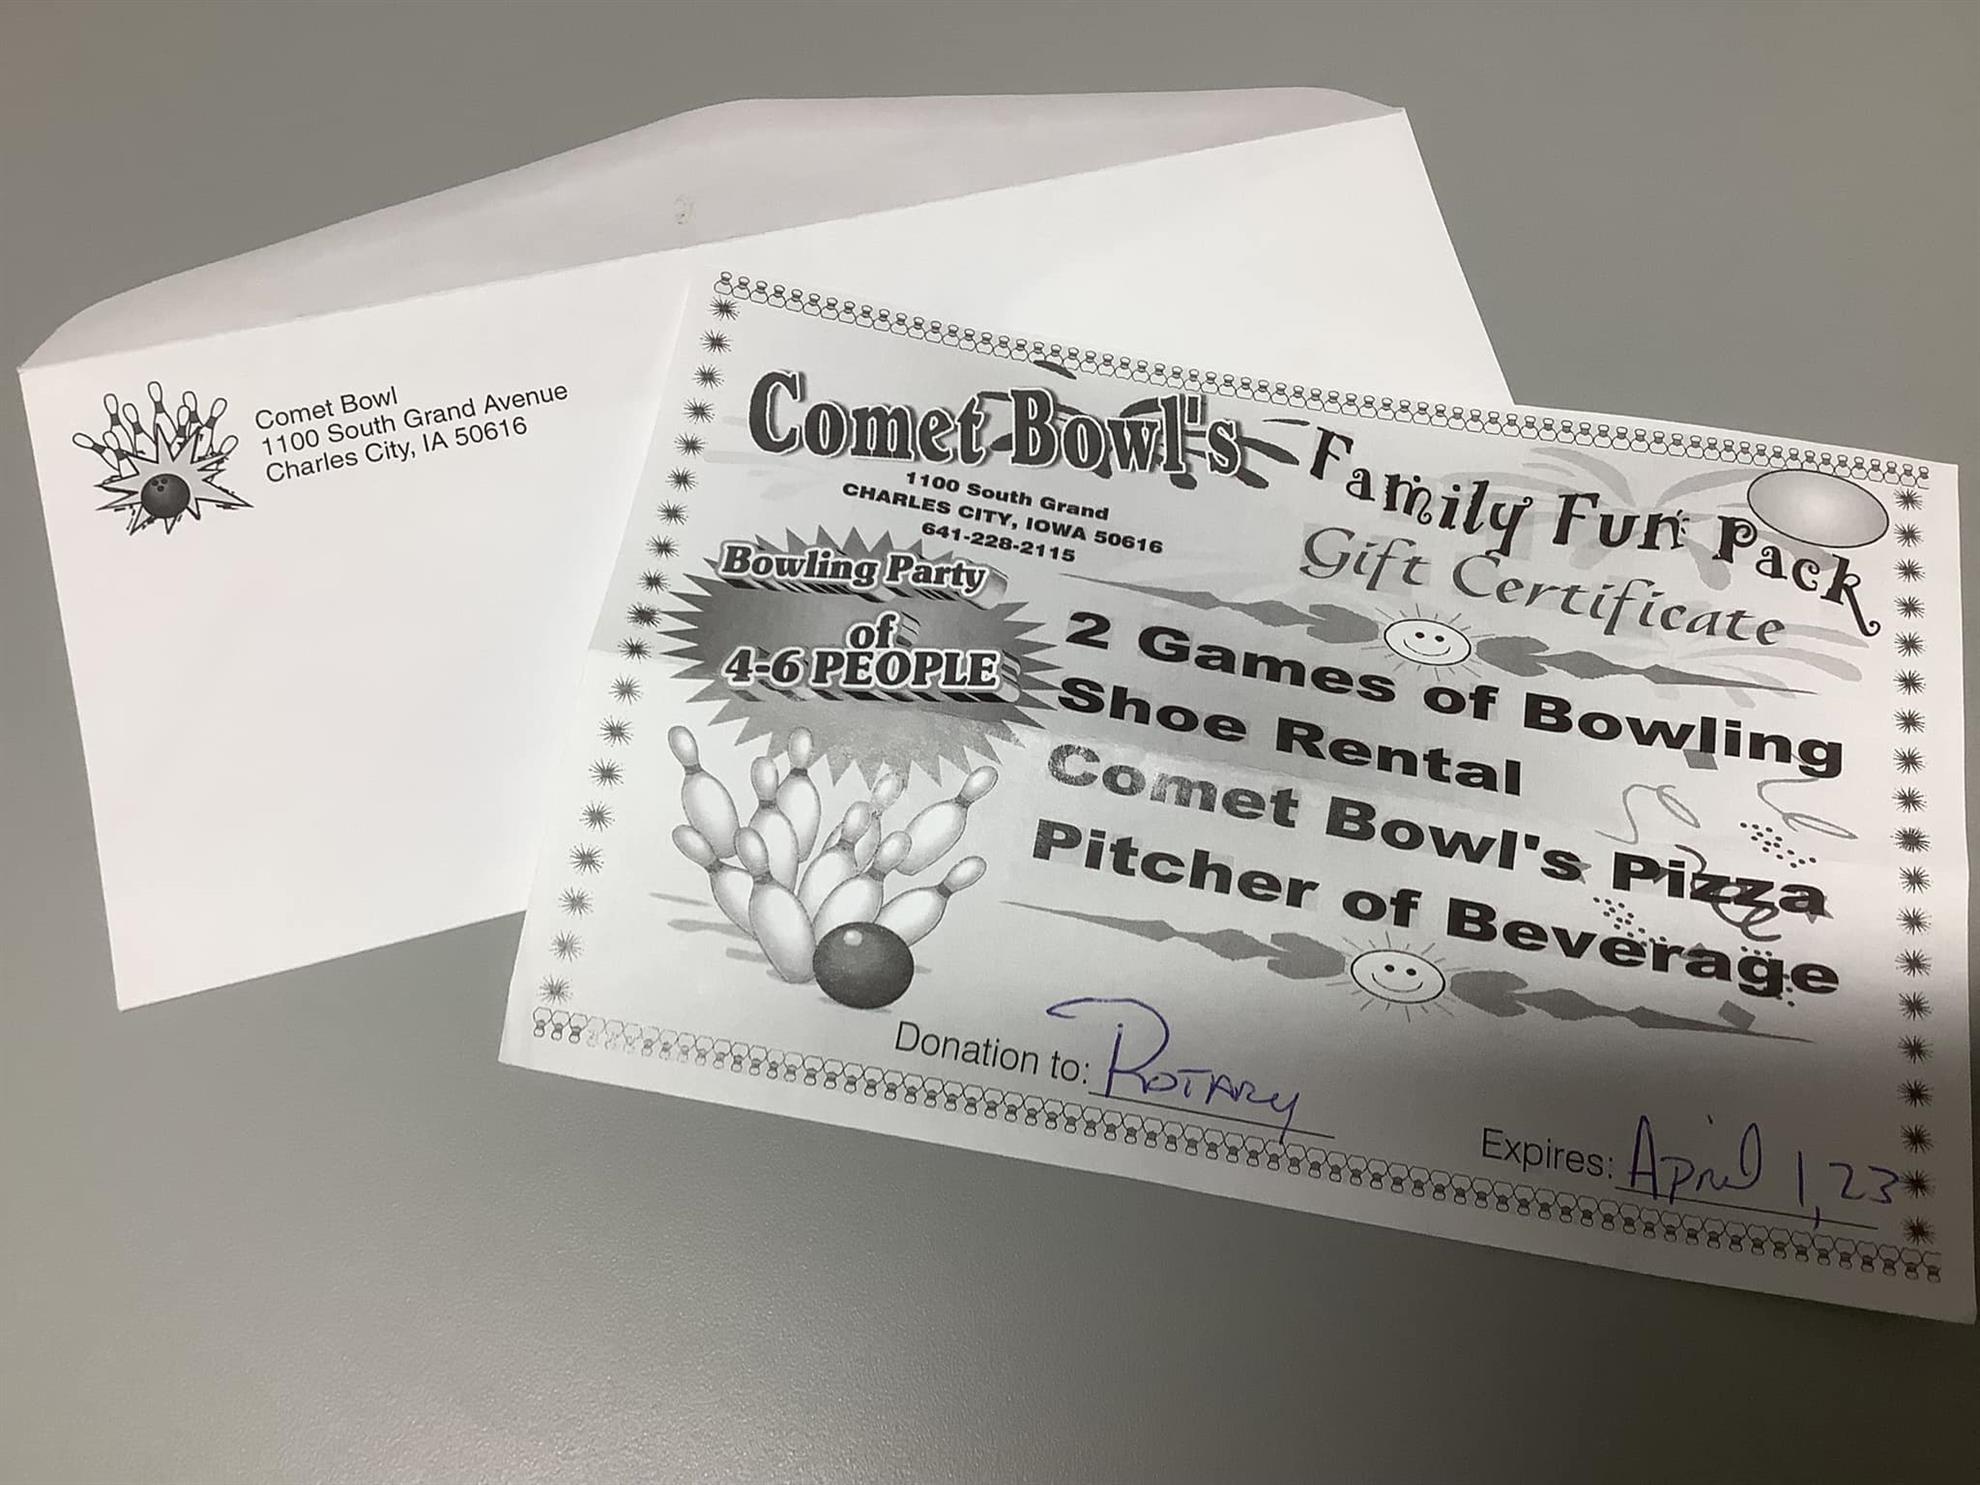 Comet Bowl
1100 South Grand Avenue
Charles City, IA 50616
Comet Bowl's
Family Fun Pack
Gift Certificate
1100 South Grand
CHARLES CITY, IOWA 50616
641-228-2115
Bowling Party
of
4-6 PEOPLE
2 Games of Bowling
Shoe Rental
Comet Bowl's Pizza
Pitcher of Beverage
Donation to: ROTARY
Expires: April 1, 23